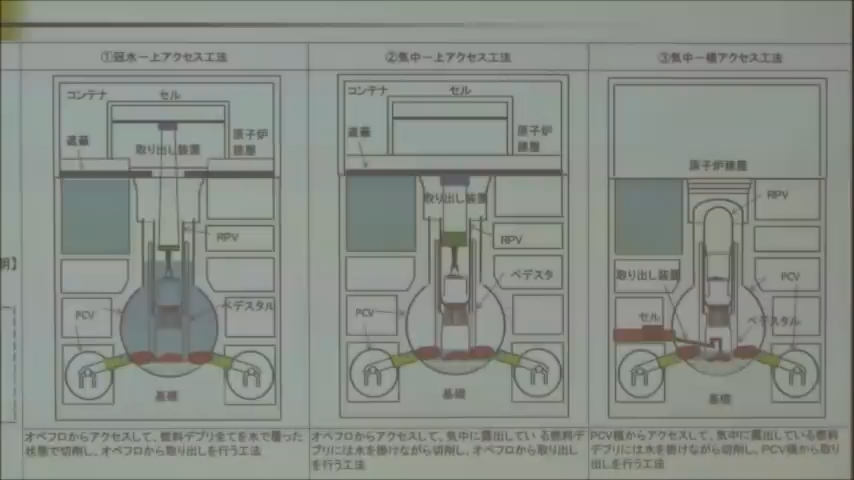 ①冠水ー上アクセス工法
②気中ー上アクセス工法
③気中ー横アクセス工法
コンテナ
セル
遮蔽
取り出し装置
原子炉
建屋
RPV
PCV
ペデスタル
基礎
コンテナ
セル
遮蔽
取り出し装置
原子炉
建屋
RPV
ペデスタ
PCV
基礎
原子炉建屋
RPV
取り出し装置
PCV
セル
ペデスタル
基礎
明】
オペフロからアクセスして、燃料デブリ全てを水で覆った
状態で切削し、オペフロから取り出しを行う工法
オペフロからアクセスして、気中に露出してい る燃料デ
ブリには水を掛けながら切削し、オペフロから取り出し
を行う工法
PCV横からアクセスして、気中に露出している燃料
デブリには水を掛けながら切削し、PCV横から取り
出しを行う工法